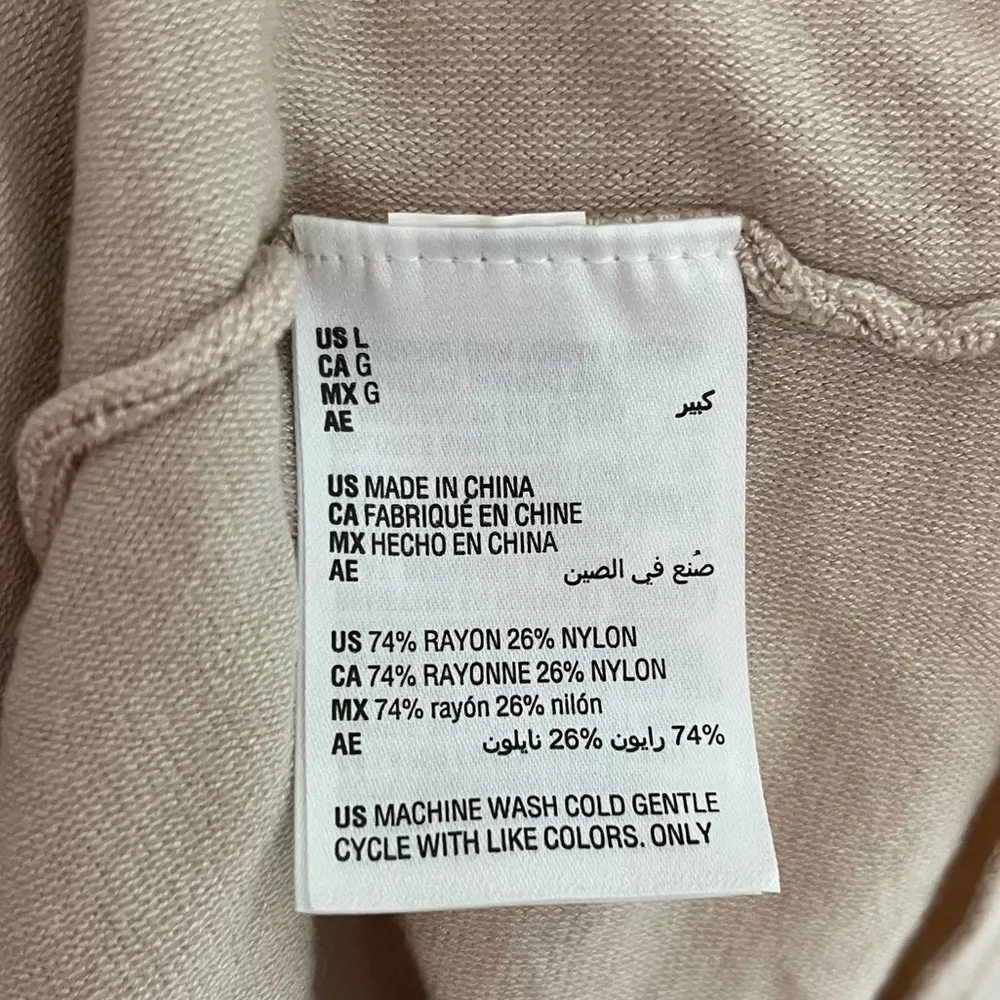 US L
CA G
MX G
AE كبير
US MADE IN CHINA
CA FABRIQUÉ EN CHINE
MX HECHO EN CHINA
AE صُنع في الصين
US 74% RAYON 26% NYLON
CA 74% RAYONNE 26% NYLON
MX 74% rayón 26% nilón
AE 74% رايون 26% نايلون
US MACHINE WASH COLD GENTLE
CYCLE WITH LIKE COLORS. ONLY